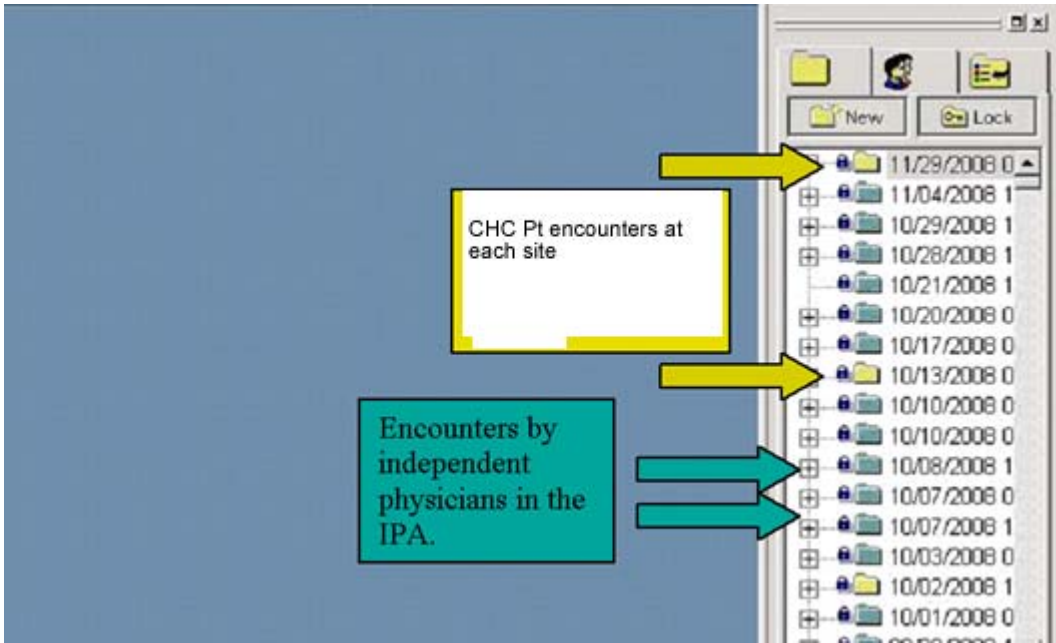 New
Lock
11/29/2008 0
11/04/2008 1
10/29/2008 1
10/28/2008 1
10/21/2008 1
10/20/2008 0
10/17/2008 0
10/13/2008 0
10/10/2008 0
10/10/2008 0
10/08/2008 1
10/07/2008 0
10/07/2008 1
10/03/2008 0
10/02/2008 1
10/01/2008 0
CHC Pt encounters at
each site
Encounters by
independent
physicians in the
IPA.